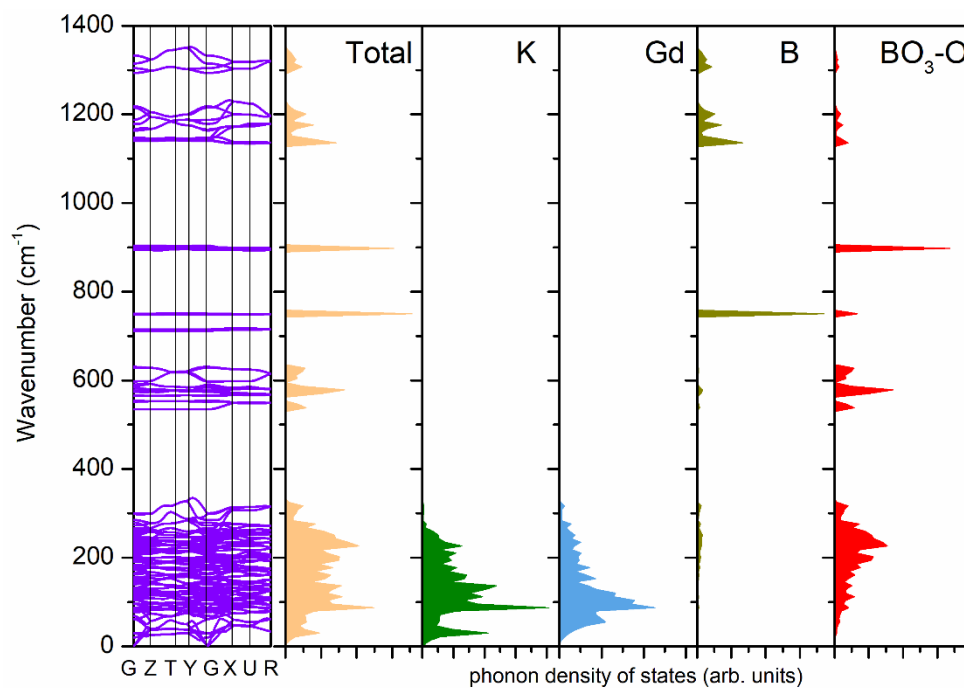 1400
1200
1000
800
600
400
200
0
Wavenumber (cm⁻¹)
Total
K
Gd
B
BO₃-O
G Z T Y G X U R
phonon density of states (arb. units)